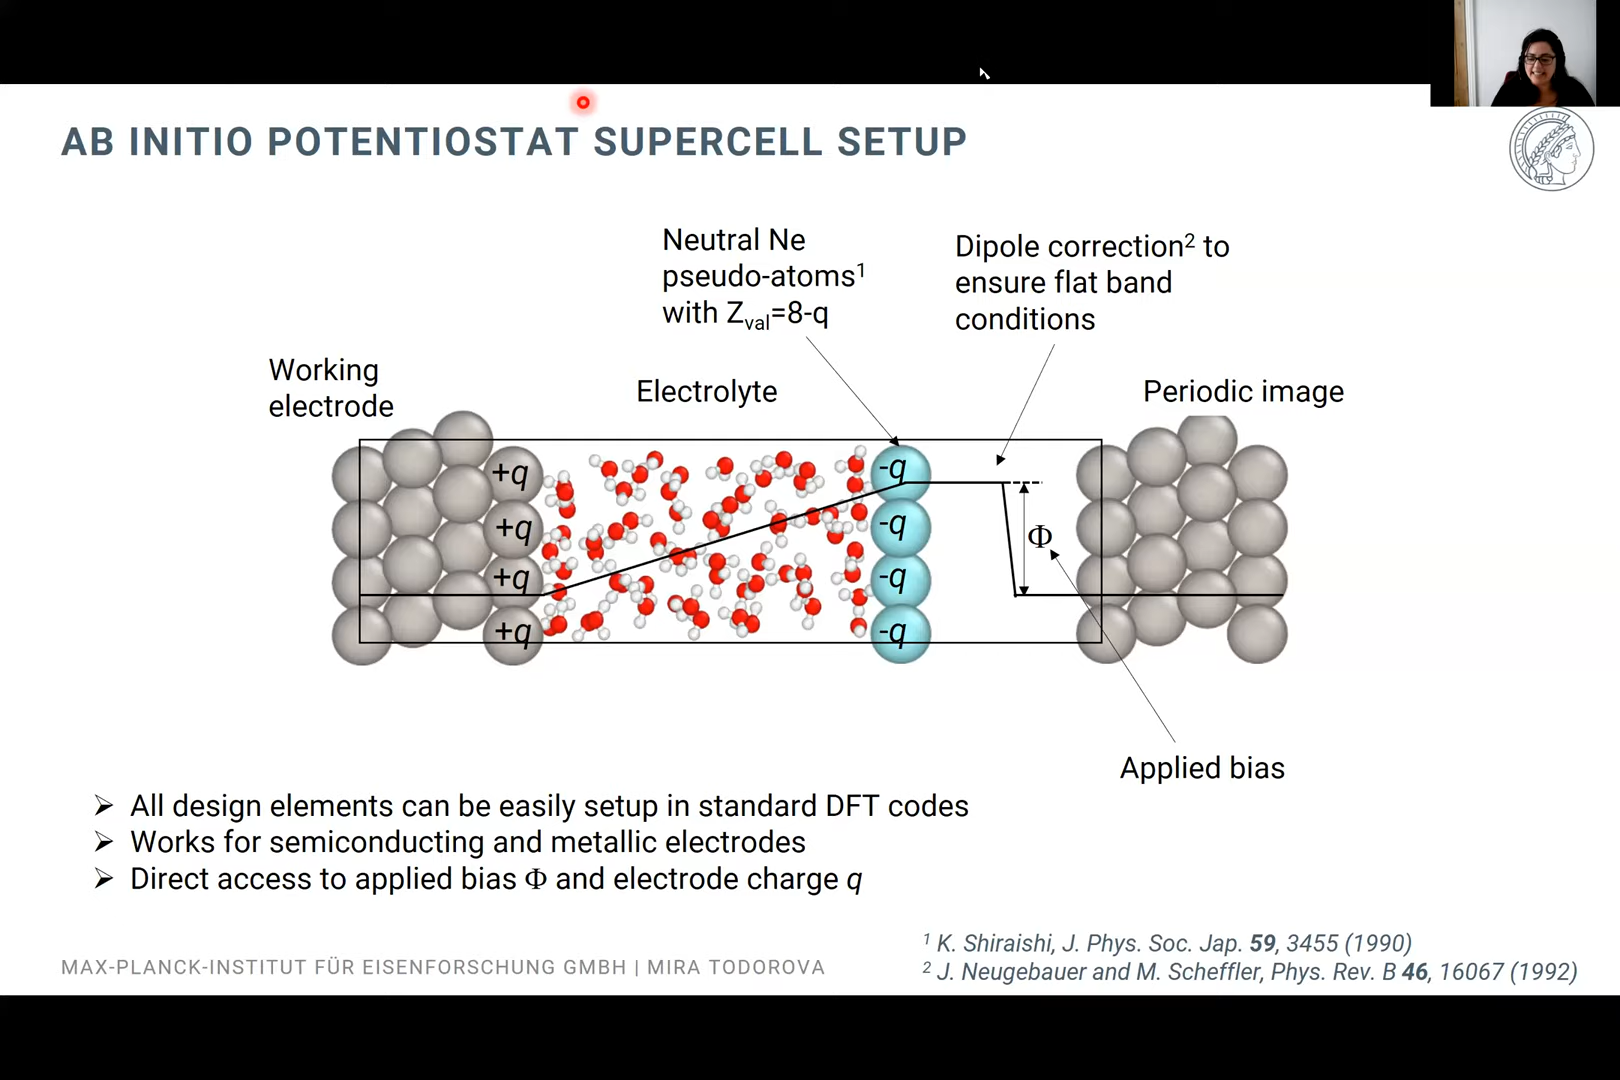 AB INITIO POTENTIOSTAT SUPERCELL SETUP
Neutral Ne
pseudo-atoms¹
with Zval=8-q
Dipole correction² to
ensure flat band
conditions
Working
electrode
Electrolyte
Periodic image
+q
+q
+q
+q
-q
-q
-q
-q
Φ
Applied bias
➢ All design elements can be easily setup in standard DFT codes
➢ Works for semiconducting and metallic electrodes
➢ Direct access to applied bias Φ and electrode charge q
¹ K. Shiraishi, J. Phys. Soc. Jap. 59, 3455 (1990)
² J. Neugebauer and M. Scheffler, Phys. Rev. B 46, 16067 (1992)
MAX-PLANCK-INSTITUT FÜR EISENFORSCHUNG GMBH | MIRA TODOROVA